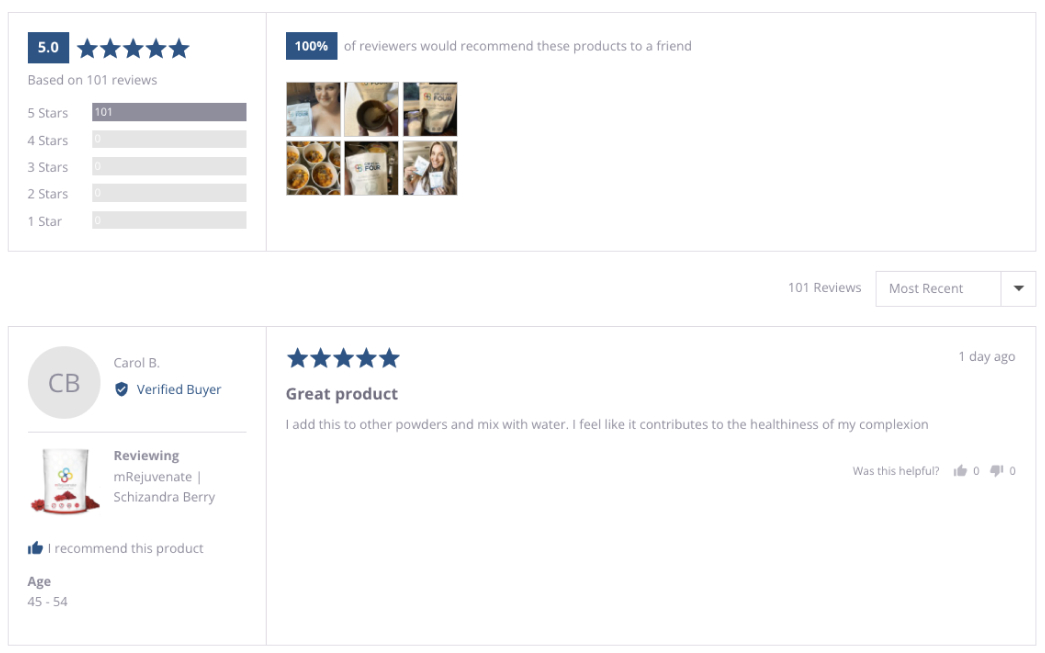 5.0
Based on 101 reviews
5 Stars
101
4 Stars
0
3 Stars
0
2 Stars
0
1 Star
0
100% of reviewers would recommend these products to a friend
FOUR
FOUR
FOUR
101 Reviews
Most Recent
CB
Carol B.
Verified Buyer
Reviewing
mRejuvenate |
Schizandra Berry
I recommend this product
Age
45 - 54
1 day ago
Great product
I add this to other powders and mix with water. I feel like it contributes to the healthiness of my complexion
Was this helpful? 0 0